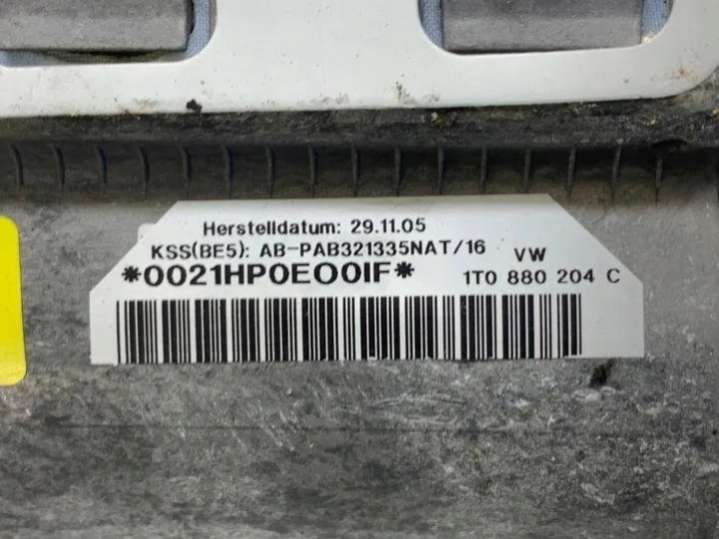 Herstelldatum: 29.11.05
KSS(BE5): AB-PAB321335NAT/16 VW
*0021HP0EO0IF* 1T0 880 204 C